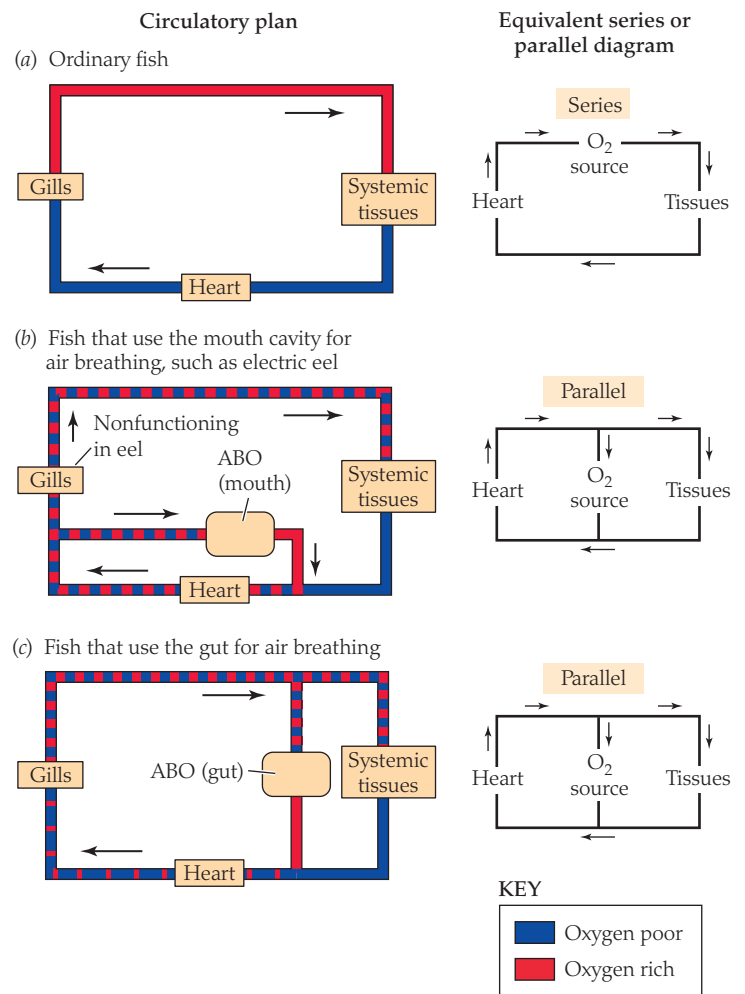 Circulatory plan
Equivalent series or
parallel diagram
(a) Ordinary fish
Gills
Systemic
tissues
Heart
Series
O2
source
Heart
Tissues
(b) Fish that use the mouth cavity for
air breathing, such as electric eel
Nonfunctioning
in eel
ABO
(mouth)
Gills
Systemic
tissues
Heart
Parallel
Heart
O2
source
Tissues
(c) Fish that use the gut for air breathing
Gills
ABO (gut)
Systemic
tissues
Heart
Parallel
Heart
O2
source
Tissues
KEY
Oxygen poor
Oxygen rich